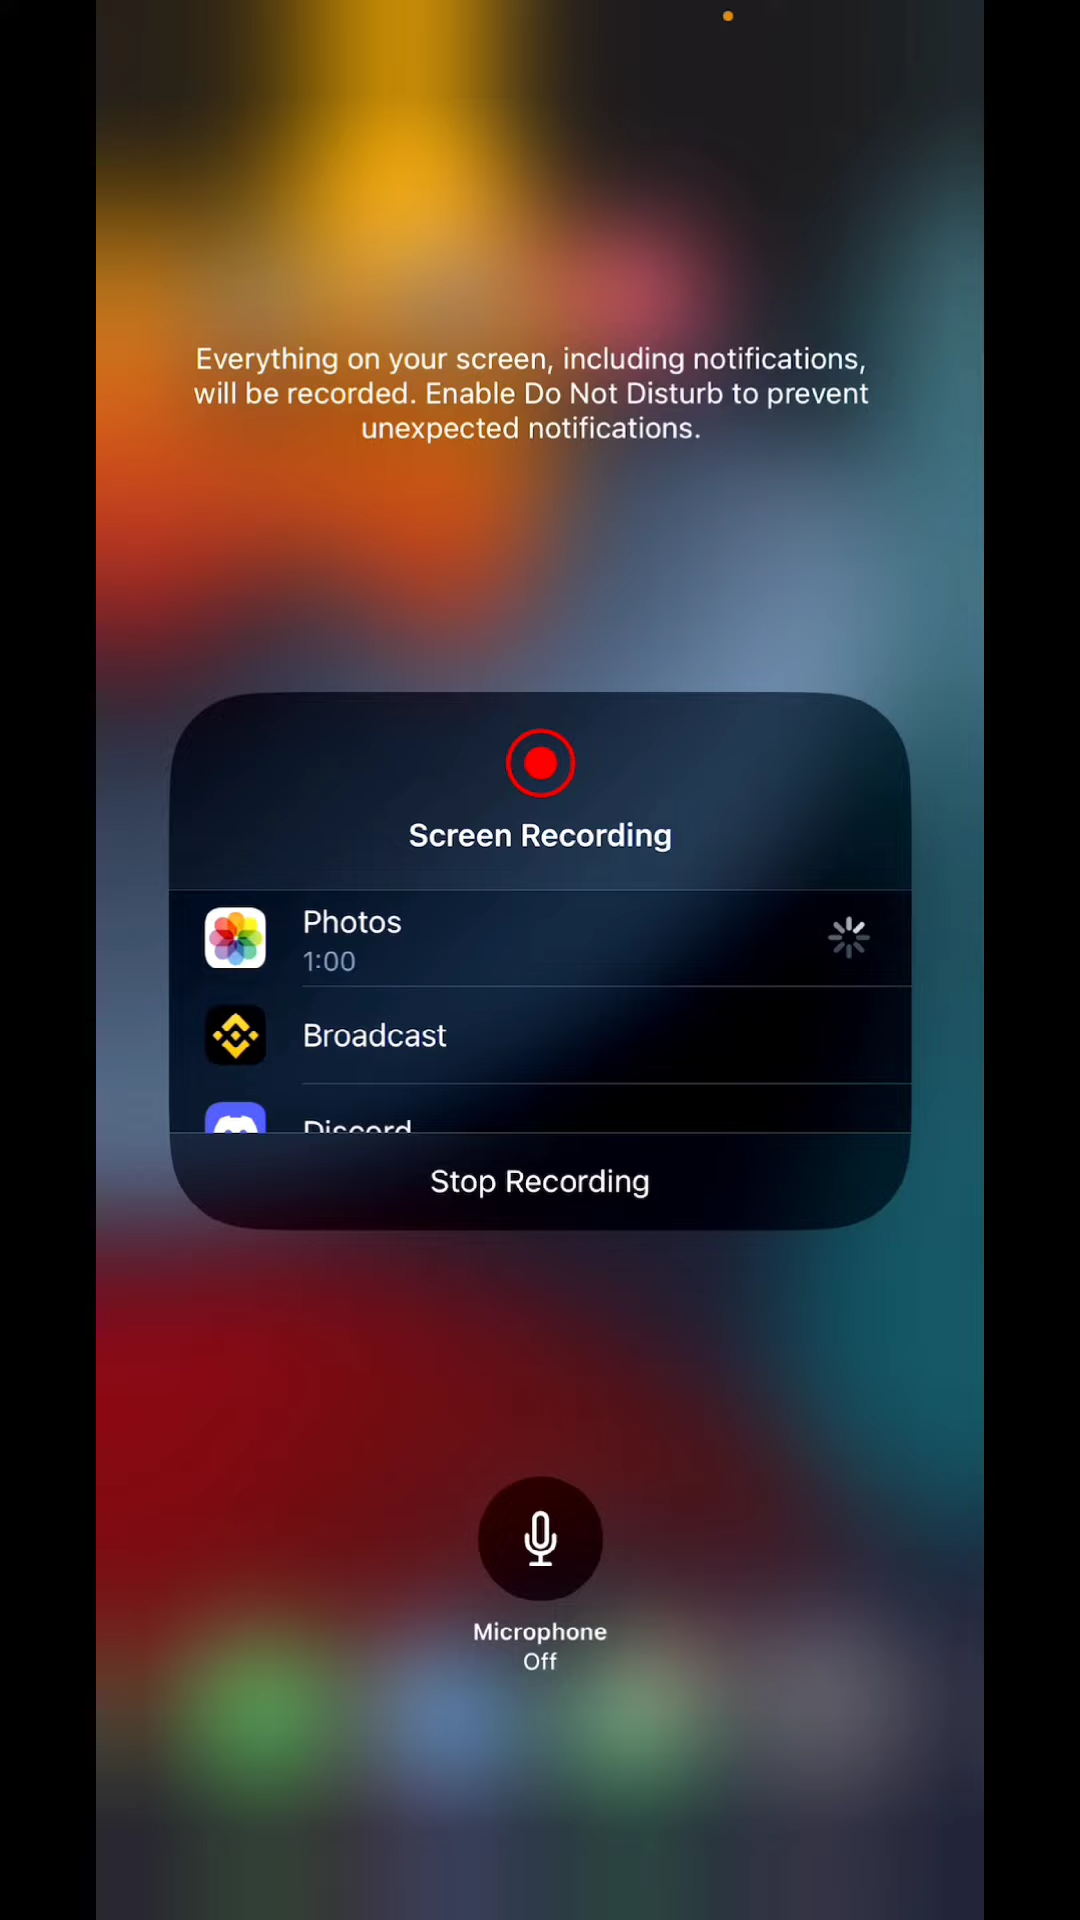 Everything on your screen, including notifications,
will be recorded. Enable Do Not Disturb to prevent
unexpected notifications.
Screen Recording
Photos
1:00
Broadcast
Discord
Stop Recording
Microphone
Off